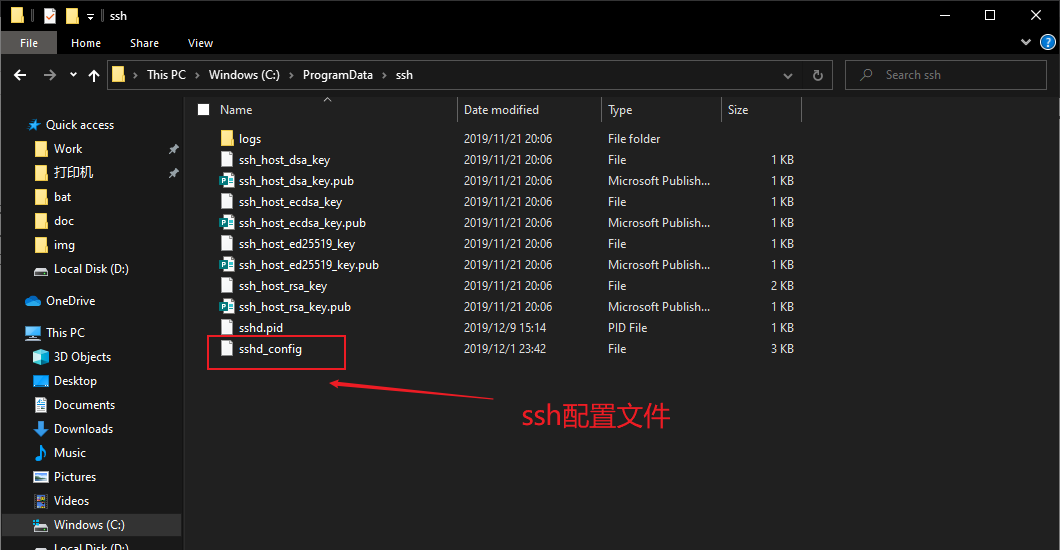 ssh
File Home Share View
This PC Windows (C:) ProgramData ssh
Search ssh
Name Date modified Type Size
Quick access
Work
打印机
bat
doc
img
Local Disk (D:)
OneDrive
This PC
3D Objects
Desktop
Documents
Downloads
Music
Pictures
Videos
Windows (C:)
Local Disk (D:)
logs 2019/11/21 20:06 File folder
ssh_host_dsa_key 2019/11/21 20:06 File 1 KB
ssh_host_dsa_key.pub 2019/11/21 20:06 Microsoft Publish... 1 KB
ssh_host_ecdsa_key 2019/11/21 20:06 File 1 KB
ssh_host_ecdsa_key.pub 2019/11/21 20:06 Microsoft Publish... 1 KB
ssh_host_ed25519_key 2019/11/21 20:06 File 1 KB
ssh_host_ed25519_key.pub 2019/11/21 20:06 Microsoft Publish... 1 KB
ssh_host_rsa_key 2019/11/21 20:06 File 2 KB
ssh_host_rsa_key.pub 2019/11/21 20:06 Microsoft Publish... 1 KB
sshd.pid 2019/12/9 15:14 PID File 1 KB
sshd_config 2019/12/1 23:42 File 3 KB
ssh配置文件